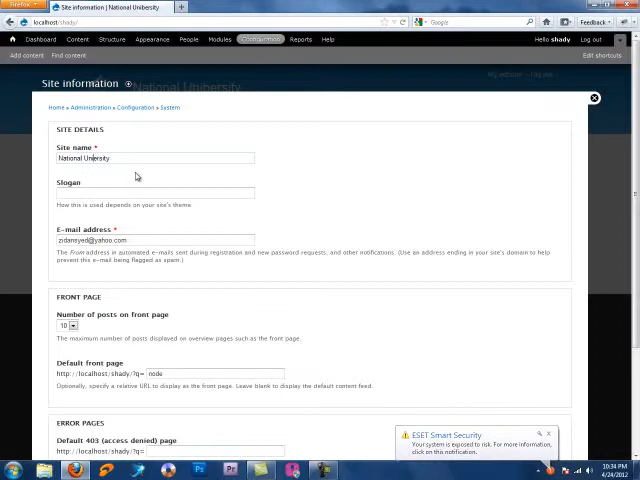 Firefox
Site information | National Unibersity
localhost/shady/
Google
Feedback
Dashboard Content Structure Appearance People Modules Configuration Reports Help
Hello shady Log out
Add content Find content
Edit shortcuts
Site information
National Unibersity
Home » Administration » Configuration » System
SITE DETAILS
Site name *
National Uniersity
Slogan
How this is used depends on your site's theme.
E-mail address *
zidansyed@yahoo.com
The From address in automated e-mails sent during registration and new password requests, and other notifications. (Use an address ending in your site's domain to help
prevent this e-mail being flagged as spam.)
FRONT PAGE
Number of posts on front page
10
The maximum number of posts displayed on overview pages such as the front page.
Default front page
http://localhost/shady/?q= node
Optionally, specify a relative URL to display as the front page. Leave blank to display the default content feed.
ERROR PAGES
Default 403 (access denied) page
http://localhost/shady/?q=
ESET Smart Security
Your system is exposed to risk. For more information,
click on this notification.
Ps
Pr
10:34 PM
4/24/2012